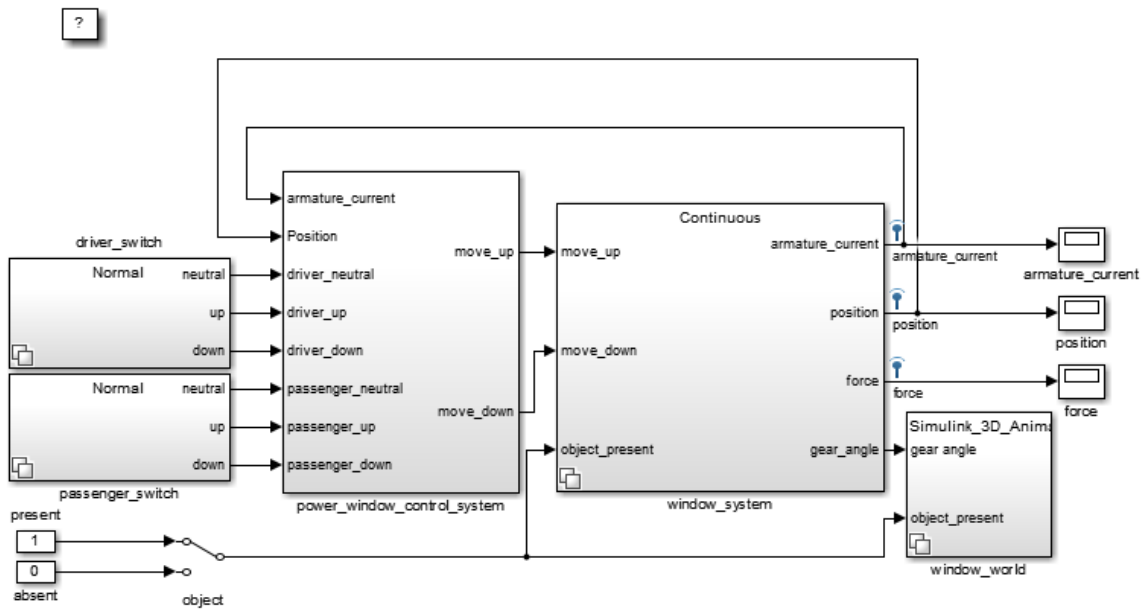 ?
driver_switch
Normal
neutral
up
down
Normal
neutral
up
down
passenger_switch
present
1
0
absent
object
armature_current
Position
driver_neutral
driver_up
driver_down
passenger_neutral
passenger_up
passenger_down
move_up
move_down
power_window_control_system
Continuous
move_up
move_down
object_present
armature_current
position
force
gear_angle
window_system
armature_current
position
force
armature_current
position
force
Simulink_3D_Anima
gear angle
object_present
window_world